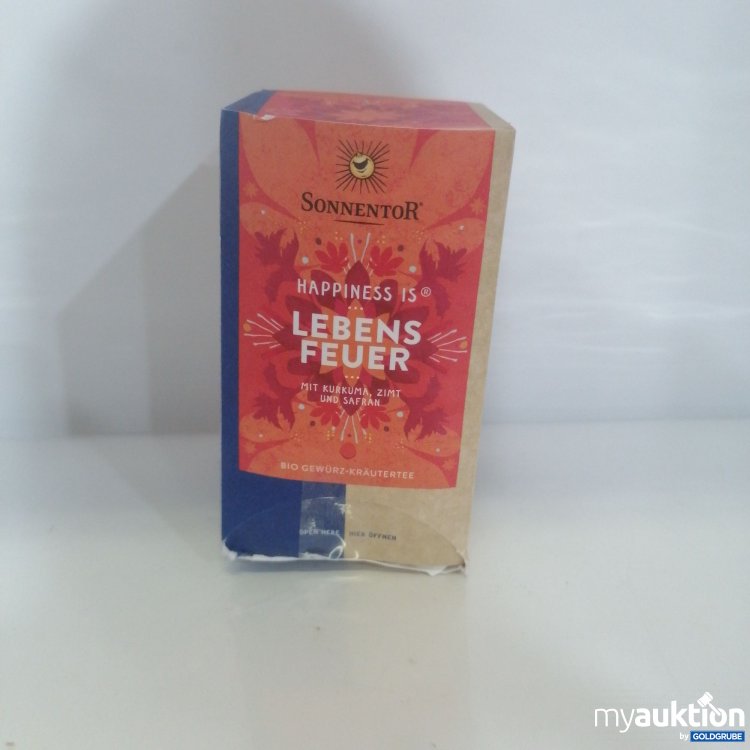 SONNENTOR®
HAPPINESS IS®
LEBENS
FEUER
MIT KURKUMA, ZIMT
UND SAFRAN
BIO GEWÜRZ-KRÄUTERTEE
OPEN HERE HIER ÖFFNEN
myauktion
by GOLDGRUBE